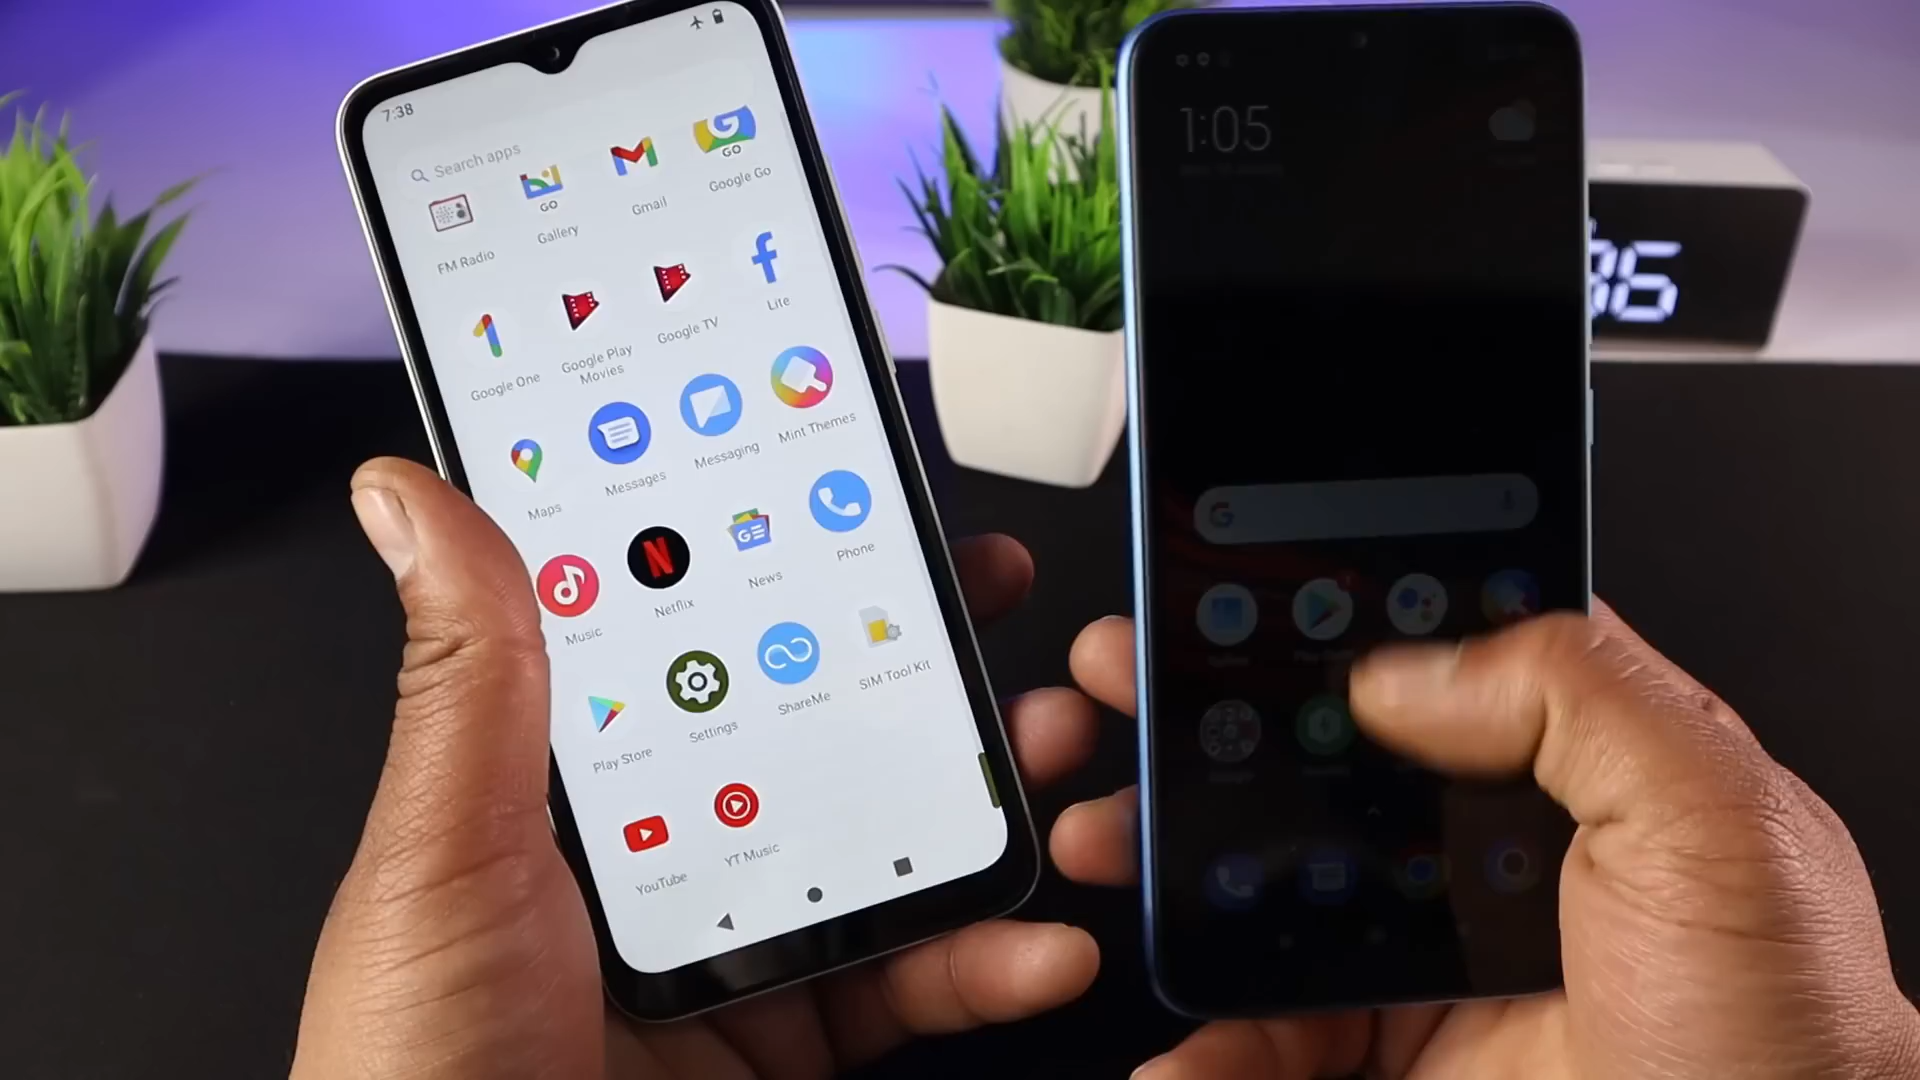 7:38
Search apps
GO
GO
FM Radio
Gallery
Gmail
Google Go
Google One
Google Play
Movies
Google TV
Lite
Maps
Messages
Messaging
Mint Themes
Music
Netflix
News
Phone
Play Store
Settings
ShareMe
SIM Tool Kit
YouTube
YT Music
1:05